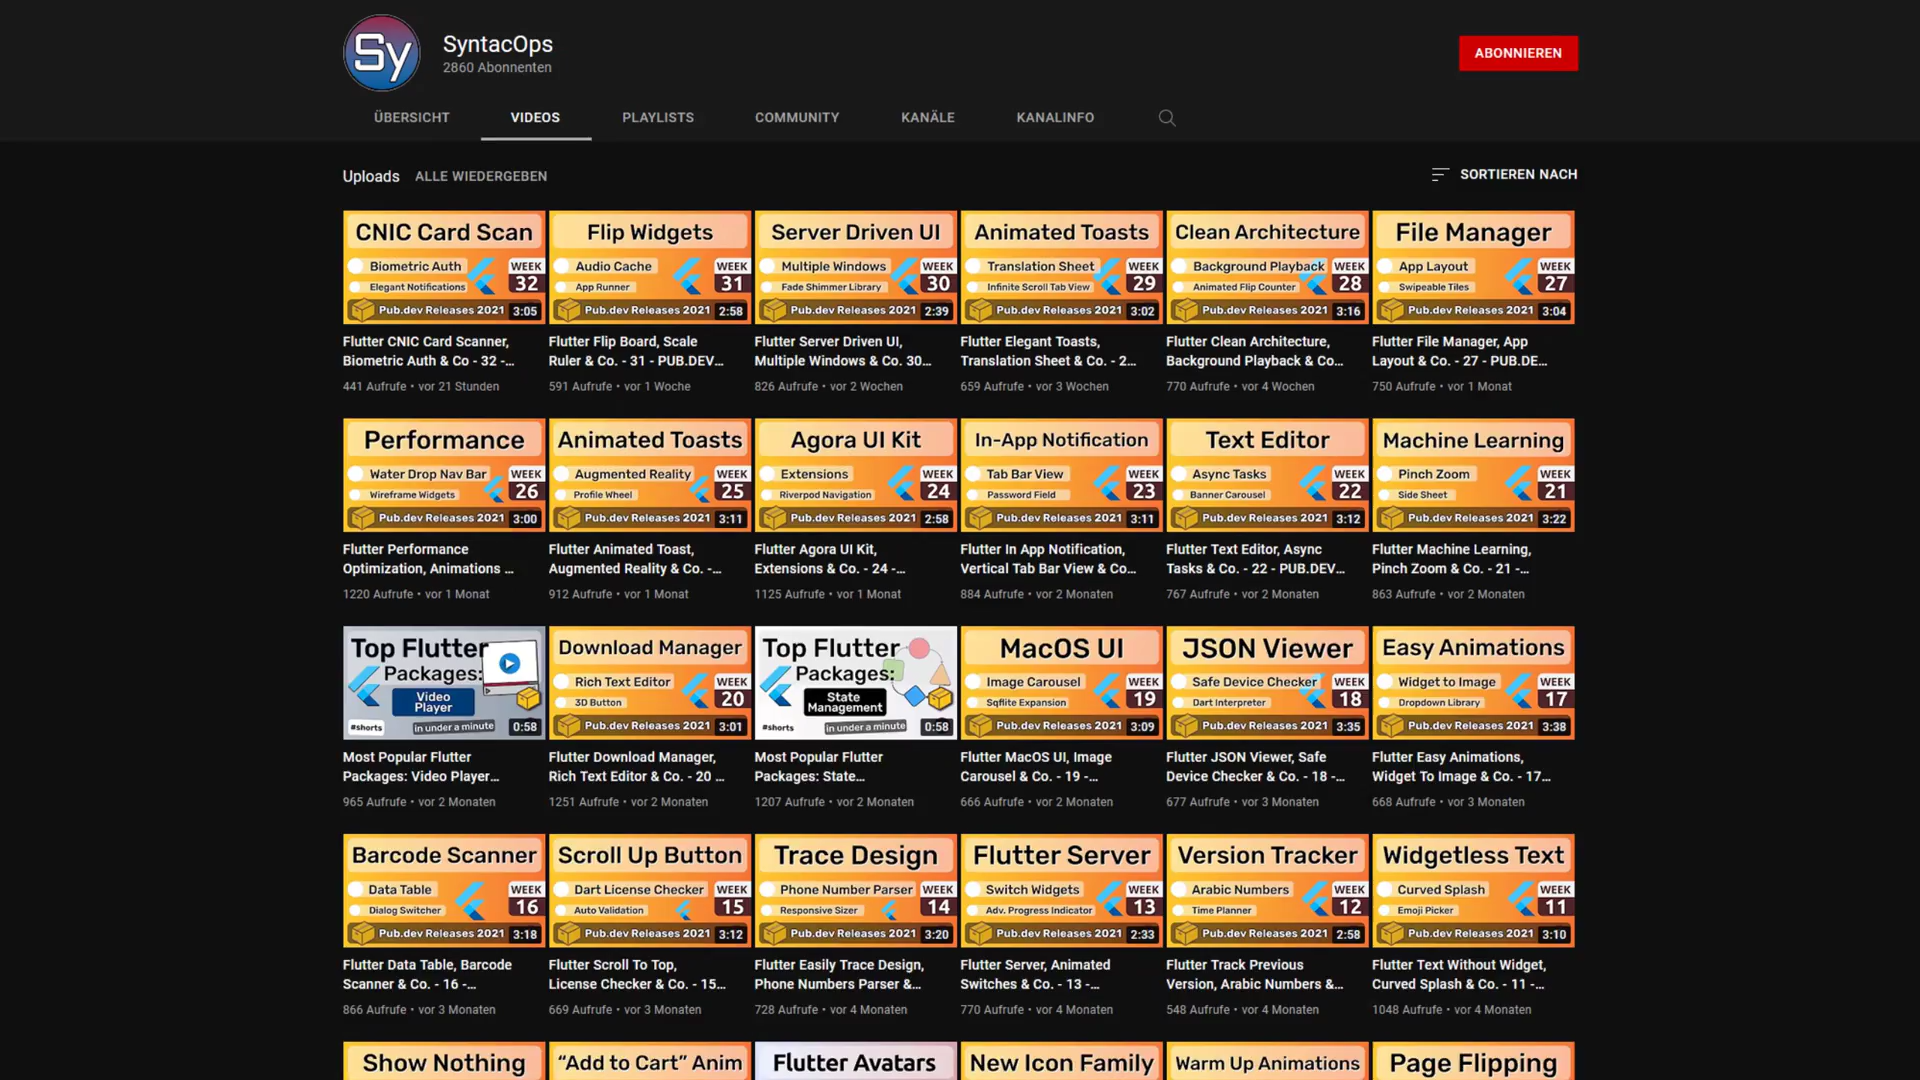 Sy
SyntacOps
2860 Abonnenten
ABONNIEREN
ÜBERSICHT
VIDEOS
PLAYLISTS
COMMUNITY
KANÄLE
KANALINFO
Uploads
ALLE WIEDERGEBEN
SORTIEREN NACH
CNIC Card Scan
Biometric Auth
Elegant Notifications
WEEK
32
Pub.dev Releases 2021
3:05
Flutter CNIC Card Scanner,
Biometric Auth & Co - 32 -...
441 Aufrufe • vor 21 Stunden
Flip Widgets
Audio Cache
App Runner
WEEK
31
Pub.dev Releases 2021
2:58
Flutter Flip Board, Scale
Ruler & Co. - 31 - PUB.DEV...
591 Aufrufe • vor 1 Woche
Server Driven UI
Multiple Windows
Fade Shimmer Library
WEEK
30
Pub.dev Releases 2021
2:39
Flutter Server Driven UI,
Multiple Windows & Co. 30...
826 Aufrufe • vor 2 Wochen
Animated Toasts
Translation Sheet
Infinite Scroll Tab View
WEEK
29
Pub.dev Releases 2021
3:02
Flutter Elegant Toasts,
Translation Sheet & Co. - 2...
659 Aufrufe • vor 3 Wochen
Clean Architecture
Background Playback
Animated Flip Counter
WEEK
28
Pub.dev Releases 2021
3:16
Flutter Clean Architecture,
Background Playback & Co...
770 Aufrufe • vor 4 Wochen
File Manager
App Layout
Swipeable Tiles
WEEK
27
Pub.dev Releases 2021
3:04
Flutter File Manager, App
Layout & Co. - 27 - PUB.DE...
750 Aufrufe • vor 1 Monat
Performance
Water Drop Nav Bar
Wireframe Widgets
WEEK
26
Pub.dev Releases 2021
3:00
Flutter Performance
Optimization, Animations ...
1220 Aufrufe • vor 1 Monat
Animated Toasts
Augmented Reality
Profile Wheel
WEEK
25
Pub.dev Releases 2021
3:11
Flutter Animated Toast,
Augmented Reality & Co. -...
912 Aufrufe • vor 1 Monat
Agora UI Kit
Extensions
Riverpod Navigation
WEEK
24
Pub.dev Releases 2021
2:58
Flutter Agora UI Kit,
Extensions & Co. - 24 -...
1125 Aufrufe • vor 1 Monat
In-App Notification
Tab Bar View
Password Field
WEEK
23
Pub.dev Releases 2021
3:11
Flutter In App Notification,
Vertical Tab Bar View & Co...
884 Aufrufe • vor 2 Monaten
Text Editor
Async Tasks
Banner Carousel
WEEK
22
Pub.dev Releases 2021
3:12
Flutter Text Editor, Async
Tasks & Co. - 22 - PUB.DEV...
767 Aufrufe • vor 2 Monaten
Machine Learning
Pinch Zoom
Side Sheet
WEEK
21
Pub.dev Releases 2021
3:22
Flutter Machine Learning,
Pinch Zoom & Co. - 21 -...
863 Aufrufe • vor 2 Monaten
Top Flutter
Packages:
Video
Player
#shorts
in under a minute
0:58
Most Popular Flutter
Packages: Video Player...
965 Aufrufe • vor 2 Monaten
Download Manager
Rich Text Editor
3D Button
WEEK
20
Pub.dev Releases 2021
3:01
Flutter Download Manager,
Rich Text Editor & Co. - 20 ...
1251 Aufrufe • vor 2 Monaten
Top Flutter
Packages:
State
Management
#shorts
in under a minute
0:58
Most Popular Flutter
Packages: State...
1207 Aufrufe • vor 2 Monaten
MacOS UI
Image Carousel
Sqflite Expansion
WEEK
19
Pub.dev Releases 2021
3:09
Flutter MacOS UI, Image
Carousel & Co. - 19 -...
666 Aufrufe • vor 2 Monaten
JSON Viewer
Safe Device Checker
Dart Interpreter
WEEK
18
Pub.dev Releases 2021
3:35
Flutter JSON Viewer, Safe
Device Checker & Co. - 18 -...
677 Aufrufe • vor 3 Monaten
Easy Animations
Widget to Image
Dropdown Library
WEEK
17
Pub.dev Releases 2021
3:38
Flutter Easy Animations,
Widget To Image & Co. - 17...
668 Aufrufe • vor 3 Monaten
Barcode Scanner
Data Table
Dialog Switcher
WEEK
16
Pub.dev Releases 2021
3:18
Flutter Data Table, Barcode
Scanner & Co. - 16 -...
866 Aufrufe • vor 3 Monaten
Scroll Up Button
Dart License Checker
Auto Validation
WEEK
15
Pub.dev Releases 2021
3:12
Flutter Scroll To Top,
License Checker & Co. - 15...
669 Aufrufe • vor 3 Monaten
Trace Design
Phone Number Parser
Responsive Sizer
WEEK
14
Pub.dev Releases 2021
3:20
Flutter Easily Trace Design,
Phone Numbers Parser &...
728 Aufrufe • vor 4 Monaten
Flutter Server
Switch Widgets
Adv. Progress Indicator
WEEK
13
Pub.dev Releases 2021
2:33
Flutter Server, Animated
Switches & Co. - 13 -...
770 Aufrufe • vor 4 Monaten
Version Tracker
Arabic Numbers
Time Planner
WEEK
12
Pub.dev Releases 2021
2:58
Flutter Track Previous
Version, Arabic Numbers &...
548 Aufrufe • vor 4 Monaten
Widgetless Text
Curved Splash
Emoji Picker
WEEK
11
Pub.dev Releases 2021
3:10
Flutter Text Without Widget,
Curved Splash & Co. - 11 -...
1048 Aufrufe • vor 4 Monaten
Show Nothing
“Add to Cart” Anim
Flutter Avatars
New Icon Family
Warm Up Animations
Page Flipping